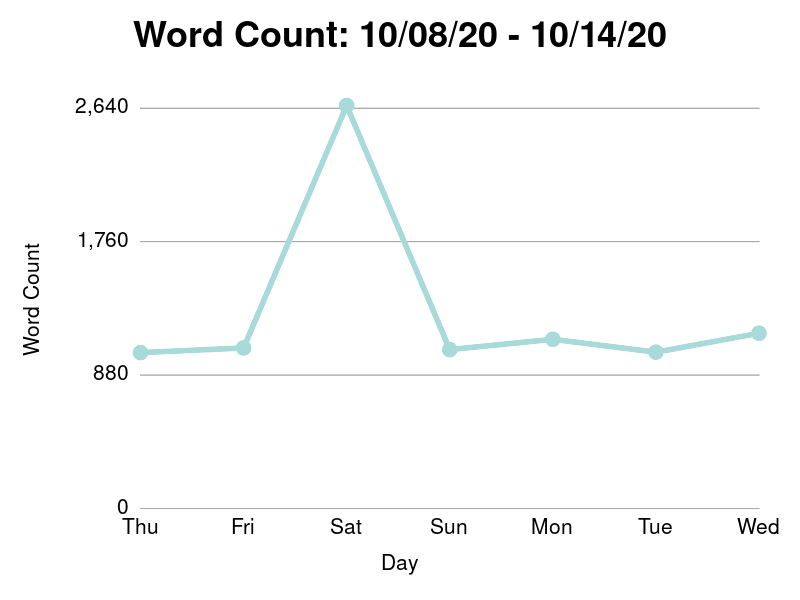 Word Count: 10/08/20 - 10/14/20
2,640
1,760
880
0
Word Count
Thu Fri Sat Sun Mon Tue Wed
Day